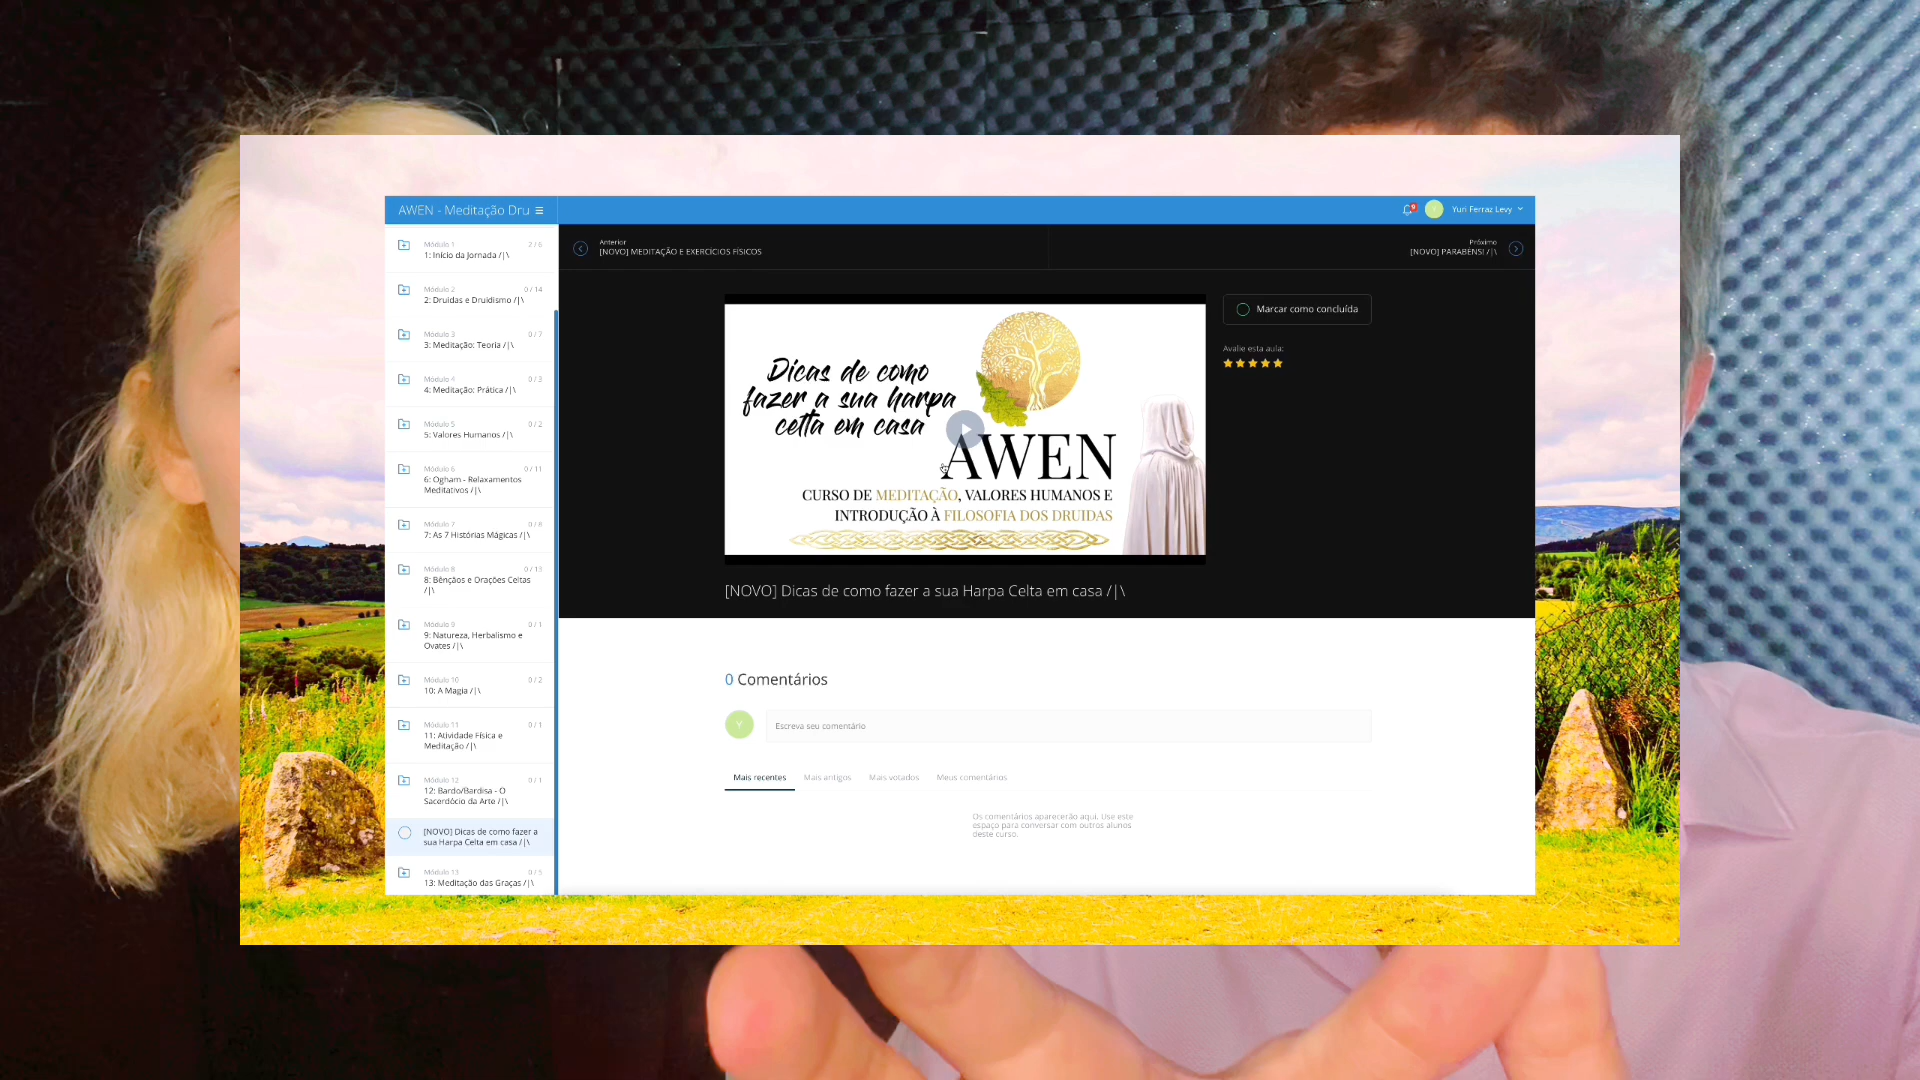 AWEN - Meditação Dru
9
Y
Yuri Ferraz Levy
Módulo 1
2 / 6
1: Início da Jornada /|\
Módulo 2
0 / 14
2: Druidas e Druidismo /|\
Módulo 3
0 / 7
3: Meditação: Teoria /|\
Módulo 4
0 / 3
4: Meditação: Prática /|\
Módulo 5
0 / 2
5: Valores Humanos /|\
Módulo 6
0 / 11
6: Ogham - Relaxamentos
Meditativos /|\
Módulo 7
0 / 8
7: As 7 Histórias Mágicas /|\
Módulo 8
0 / 13
8: Bênçãos e Orações Celtas
/|\
Módulo 9
0 / 1
9: Natureza, Herbalismo e
Ovates /|\
Módulo 10
0 / 2
10: A Magia /|\
Módulo 11
0 / 1
11: Atividade Física e
Meditação /|\
Módulo 12
0 / 1
12: Bardo/Bardisa - O
Sacerdócio da Arte /|\
[NOVO] Dicas de como fazer a
sua Harpa Celta em casa /|\
Módulo 13
0 / 5
13: Meditação das Graças /|\
Anterior
[NOVO] MEDITAÇÃO E EXERCÍCIOS FÍSICOS
Próximo
[NOVO] PARABÉNS! /|\
Dicas de como
fazer a sua harpa
celta em casa
AWEN
CURSO DE MEDITAÇÃO, VALORES HUMANOS E
INTRODUÇÃO À FILOSOFIA DOS DRUIDAS
Marcar como concluída
Avalie esta aula:
[NOVO] Dicas de como fazer a sua Harpa Celta em casa /|\
0 Comentários
Y
Escreva seu comentário
Mais recentes
Mais antigos
Mais votados
Meus comentários
Os comentários aparecerão aqui. Use este
espaço para conversar com outros alunos
deste curso.